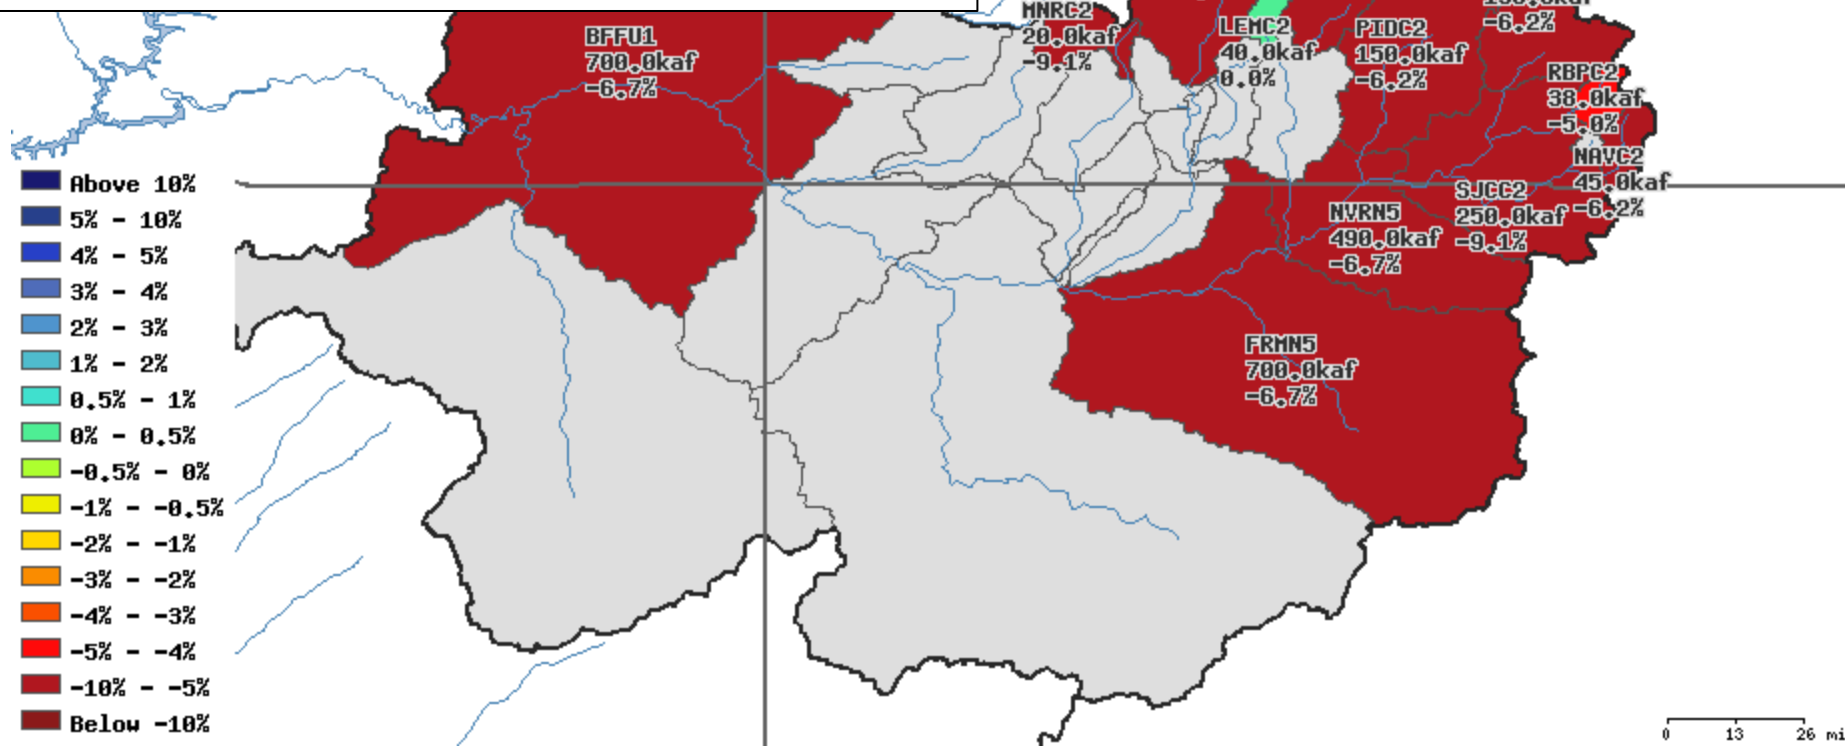 MNRC2
20.0kaf
-9.1%
LEMC2
40.0kaf
0.0%
PIDC2
150.0kaf
-6.2%
-6.2%
BFFU1
700.0kaf
-6.7%
RBPC2
38.0kaf
-5.0%
NAVC2
45.0kaf
-6.2%
SJCC2
250.0kaf
-9.1%
NVRN5
490.0kaf
-6.7%
FRMN5
700.0kaf
-6.7%
Above 10%
5% - 10%
4% - 5%
3% - 4%
2% - 3%
1% - 2%
0.5% - 1%
0% - 0.5%
-0.5% - 0%
-1% - -0.5%
-2% - -1%
-3% - -2%
-4% - -3%
-5% - -4%
-10% - -5%
Below -10%
0 13 26 mi